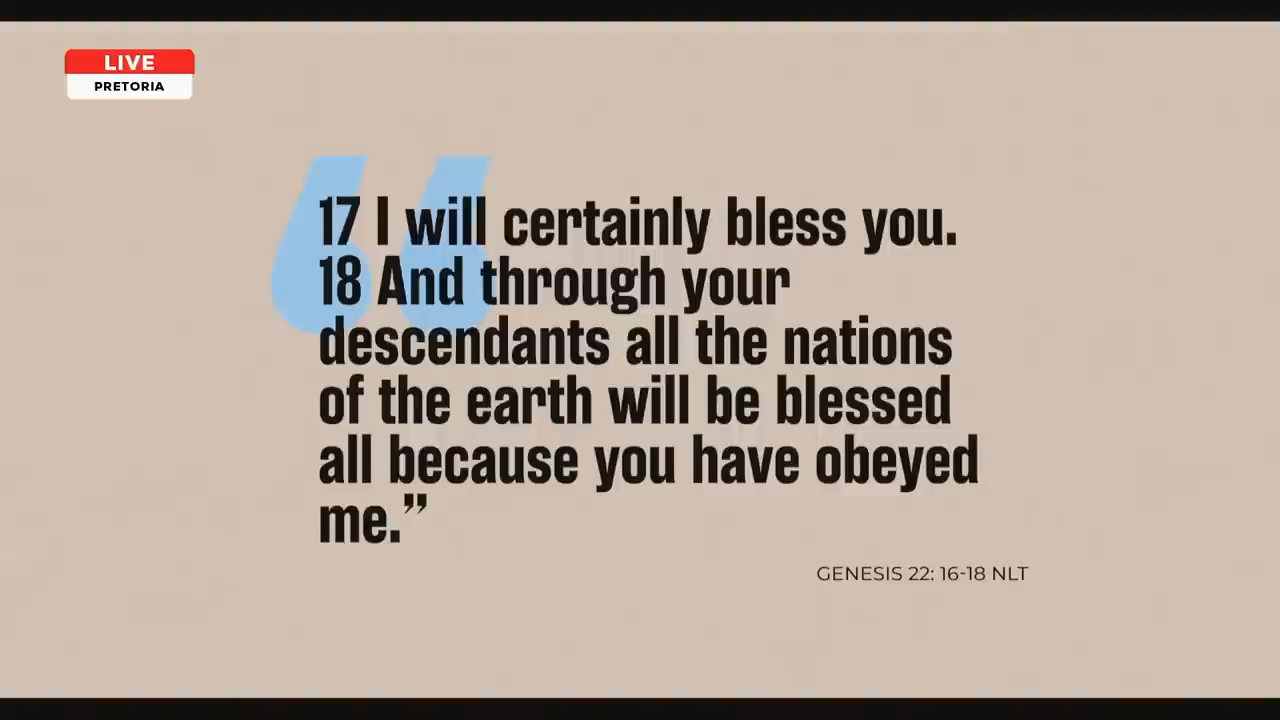 LIVE
PRETORIA
17 I will certainly bless you.
18 And through your
descendants all the nations
of the earth will be blessed
all because you have obeyed
me.”
GENESIS 22: 16-18 NLT